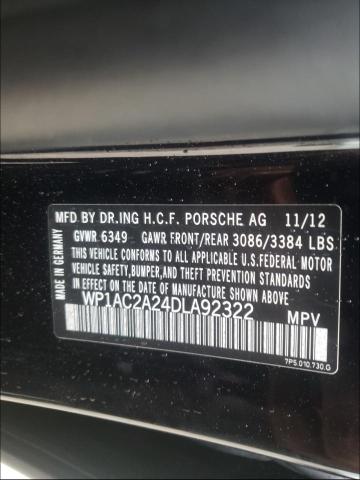 MFD BY DR.ING H.C.F. PORSCHE AG 11/12
GVWR 6349 GAWR FRONT/REAR 3086/3384 LBS
THIS VEHICLE CONFORMS TO ALL APPLICABLE U.S.FEDERAL MOTOR
VEHICLE SAFETY,BUMPER,AND THEFT PREVENTION STANDARDS IN
EFFECT ON THE DATE OF MANUFACTURE SHOWN ABOVE.
WP1AC2A24DLA92322 MPV
MADE IN GERMANY
7P5.010.730.G